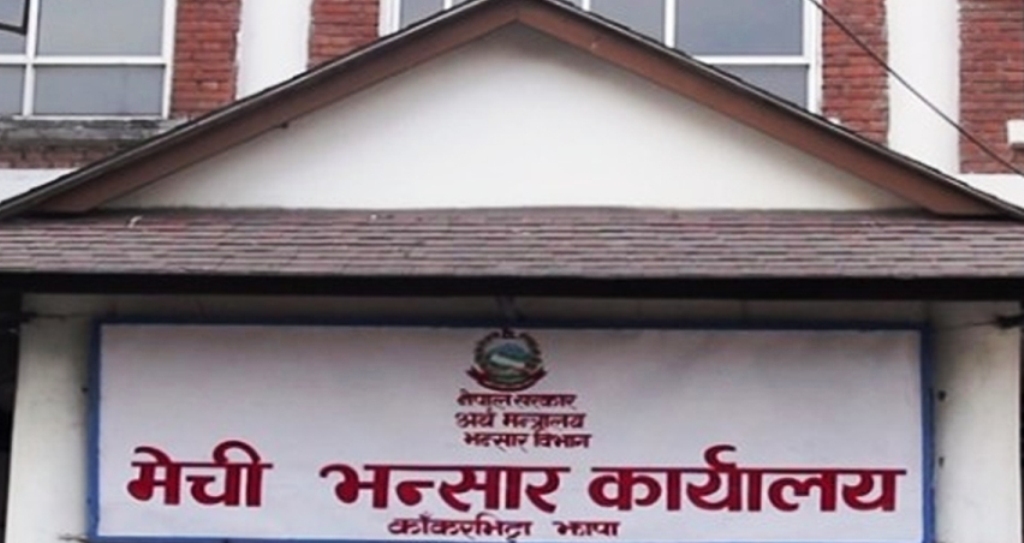 नेपाल सरकार
अर्थ मन्त्रालय
भन्सार विभाग
मेची भन्सार कार्यालय
काँकरभिट्टा झापा